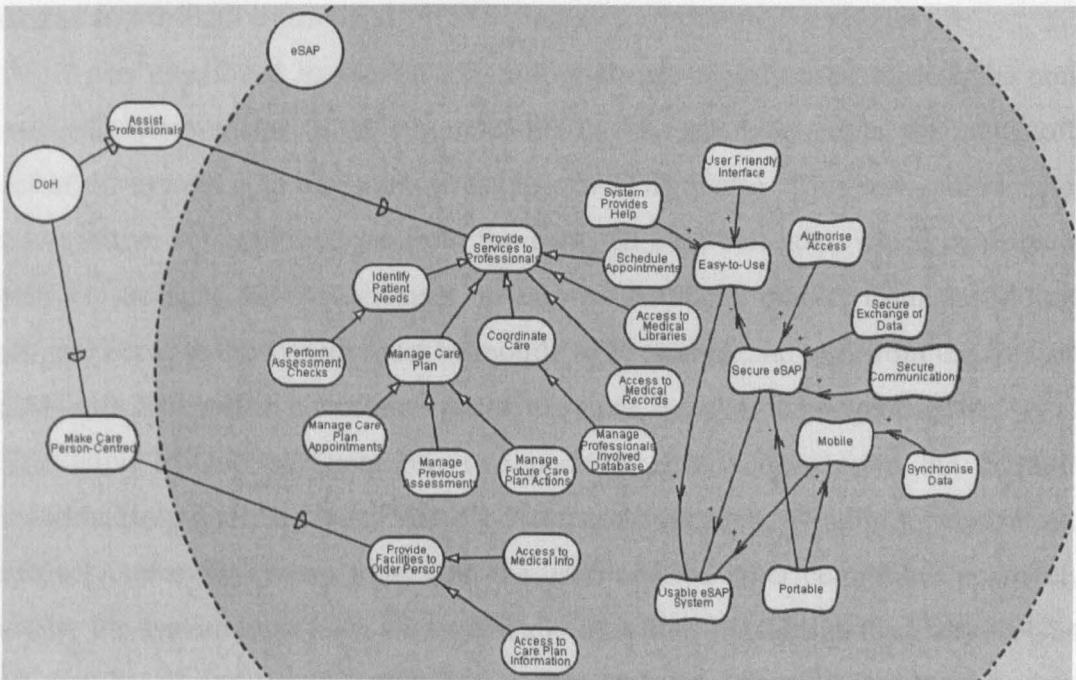 eSAP
Assist
Professionals
DoH
User Friendly
Interface
System
Provides
Help
Authorise
Access
Provide
Services to
Professionals
Schedule
Appointments
Easy-to-Use
Identify
Patient
Needs
Secure
Exchange of
Data
Access to
Medical
Libraries
Perform
Assessment
Checks
Manage Care
Plan
Coordinate
Care
Secure eSAP
Secure
Communications
Access to
Medical
Records
Make Care
Person-Centred
Manage Care
Plan
Appointments
Manage
Previous
Assessments
Manage
Future Care
Plan Actions
Manage
Professionals
Involved
Database
Mobile
Synchronise
Data
Provide
Facilities to
Older Person
Access to
Medical Info
Usable eSAP
System
Portable
Access to
Care Plan
Information